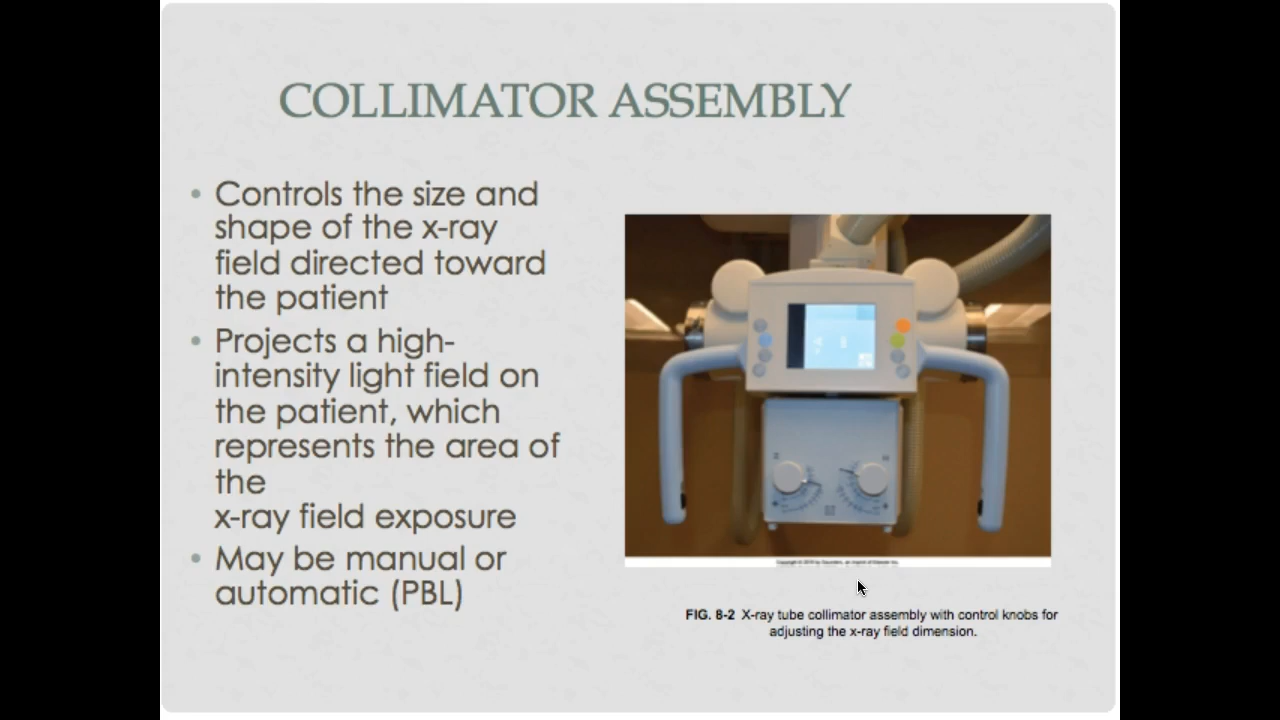 COLLIMATOR ASSEMBLY
• Controls the size and
shape of the x-ray
field directed toward
the patient
• Projects a high-
intensity light field on
the patient, which
represents the area of
the
x-ray field exposure
• May be manual or
automatic (PBL)
FIG. 8-2 X-ray tube collimator assembly with control knobs for
adjusting the x-ray field dimension.